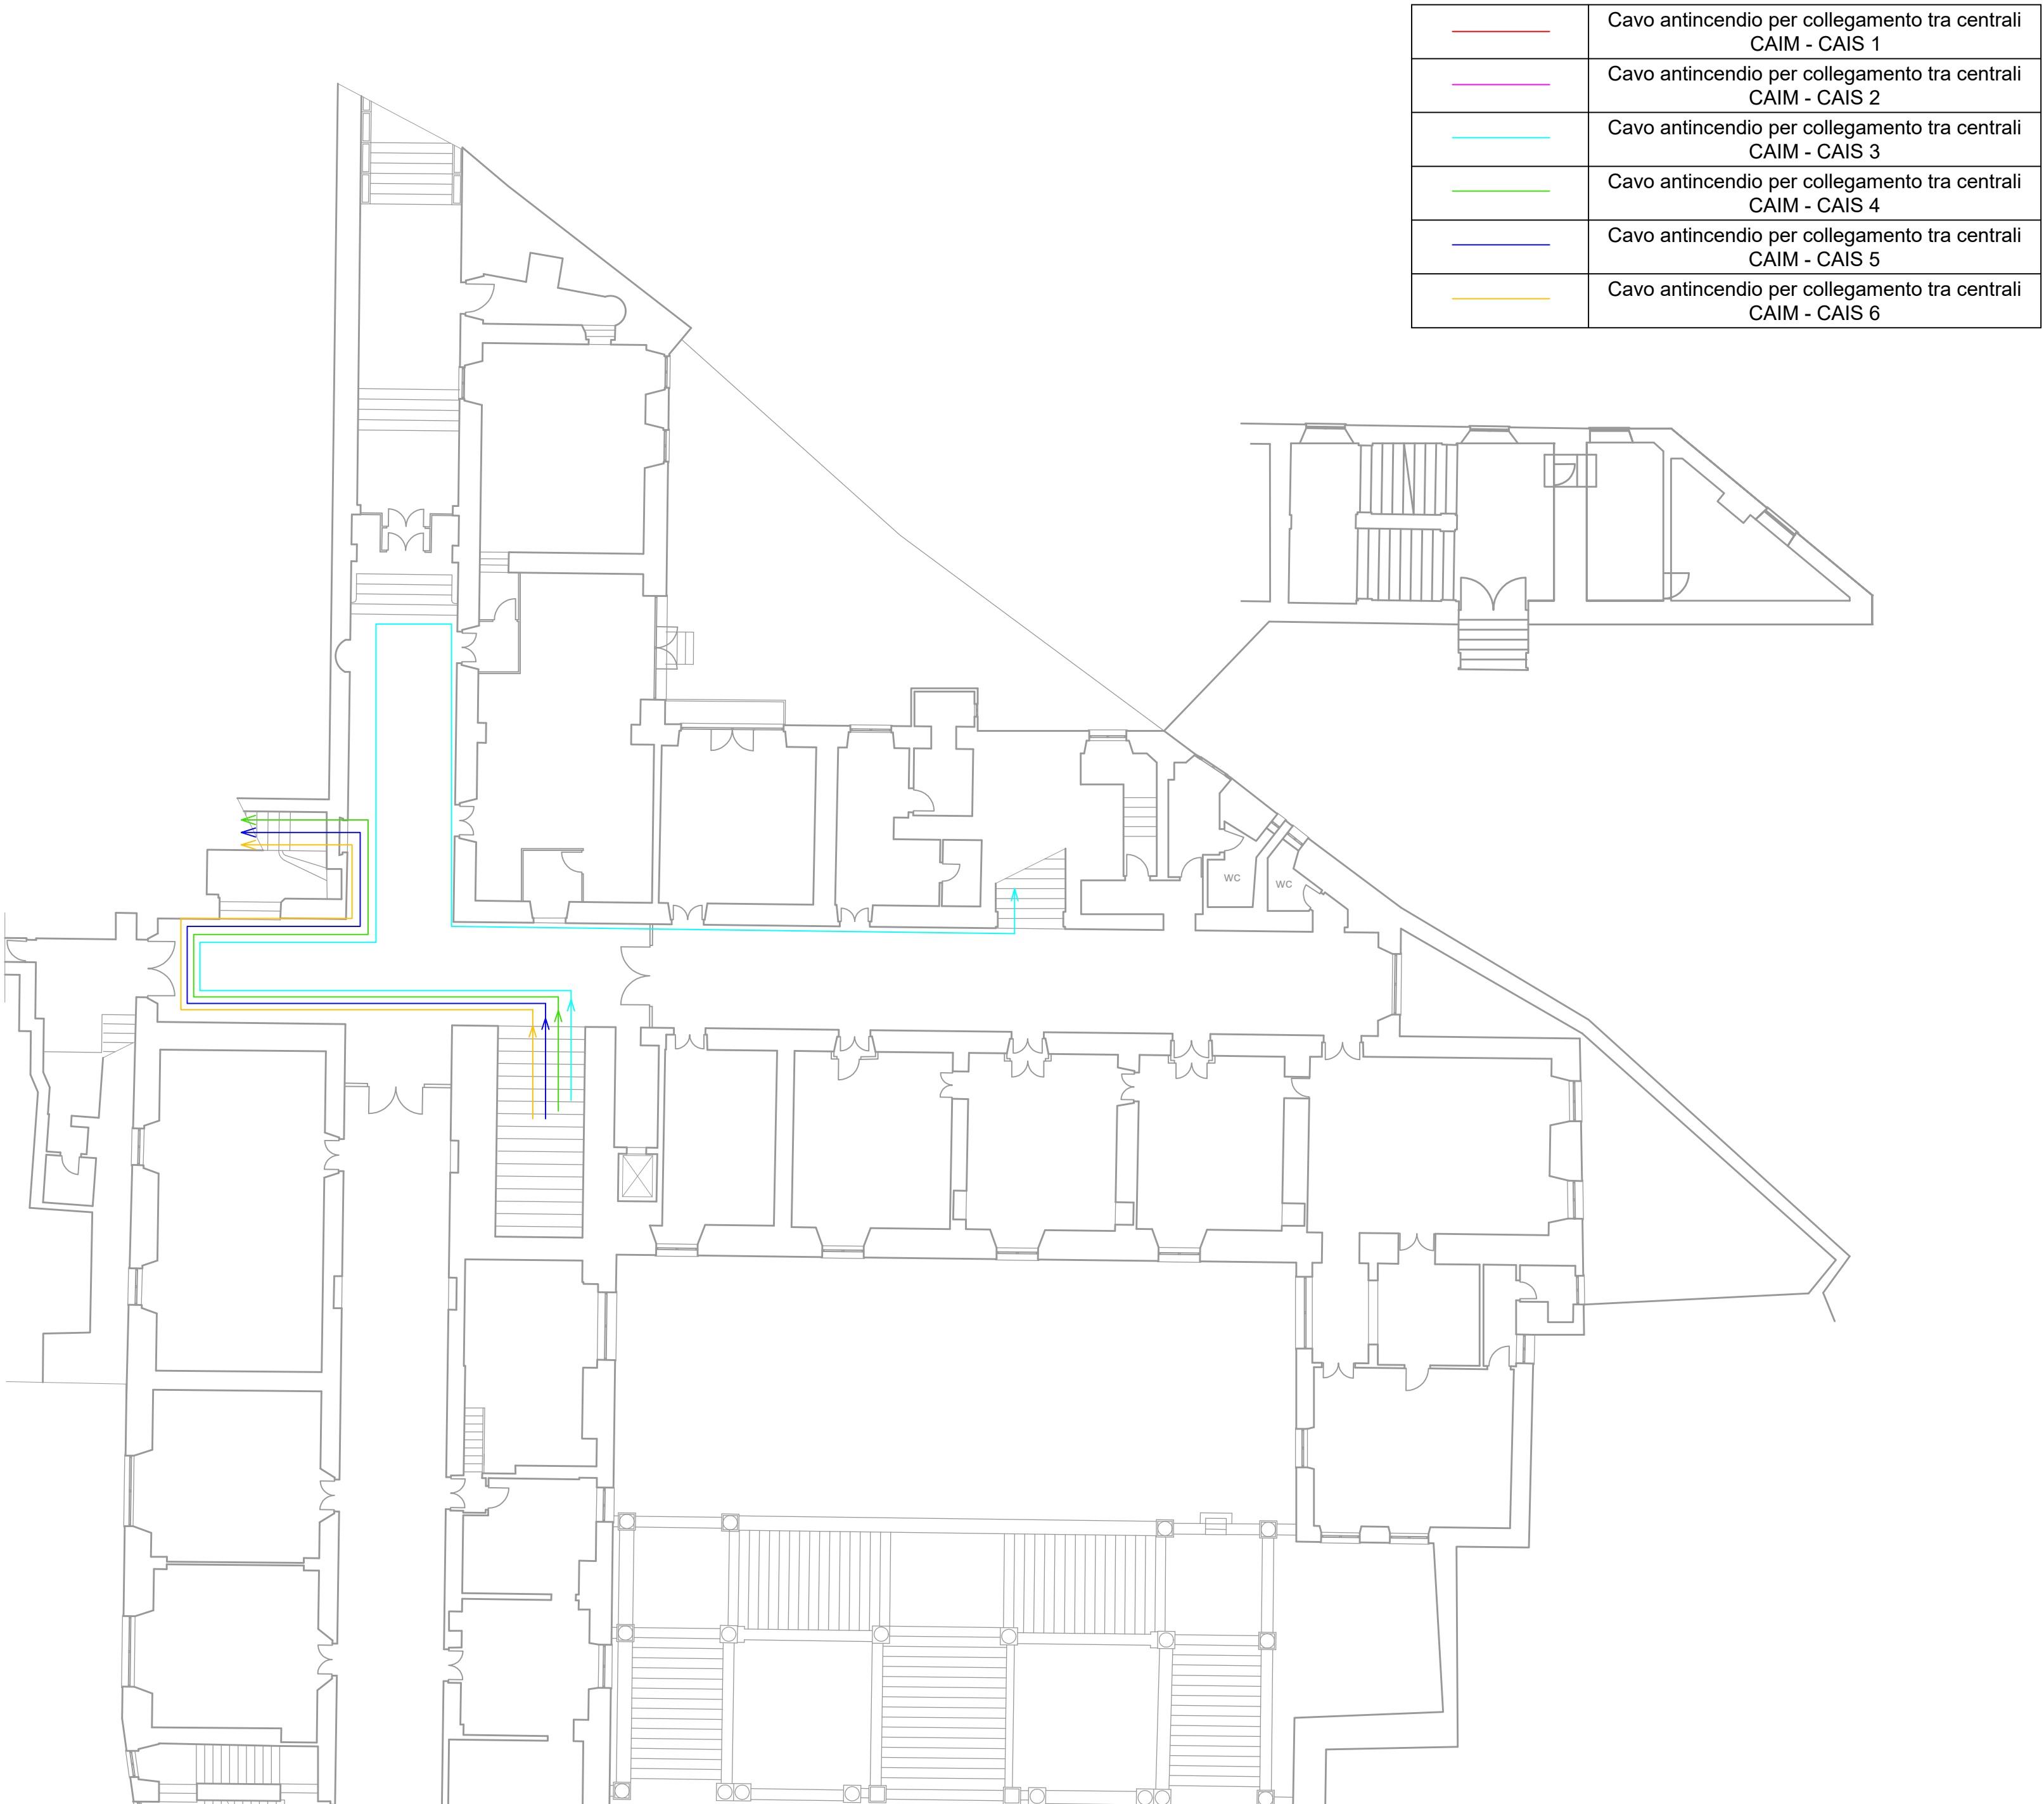 Cavo antincendio per collegamento tra centrali
CAIM - CAIS 1
Cavo antincendio per collegamento tra centrali
CAIM - CAIS 2
Cavo antincendio per collegamento tra centrali
CAIM - CAIS 3
Cavo antincendio per collegamento tra centrali
CAIM - CAIS 4
Cavo antincendio per collegamento tra centrali
CAIM - CAIS 5
Cavo antincendio per collegamento tra centrali
CAIM - CAIS 6
WC
WC